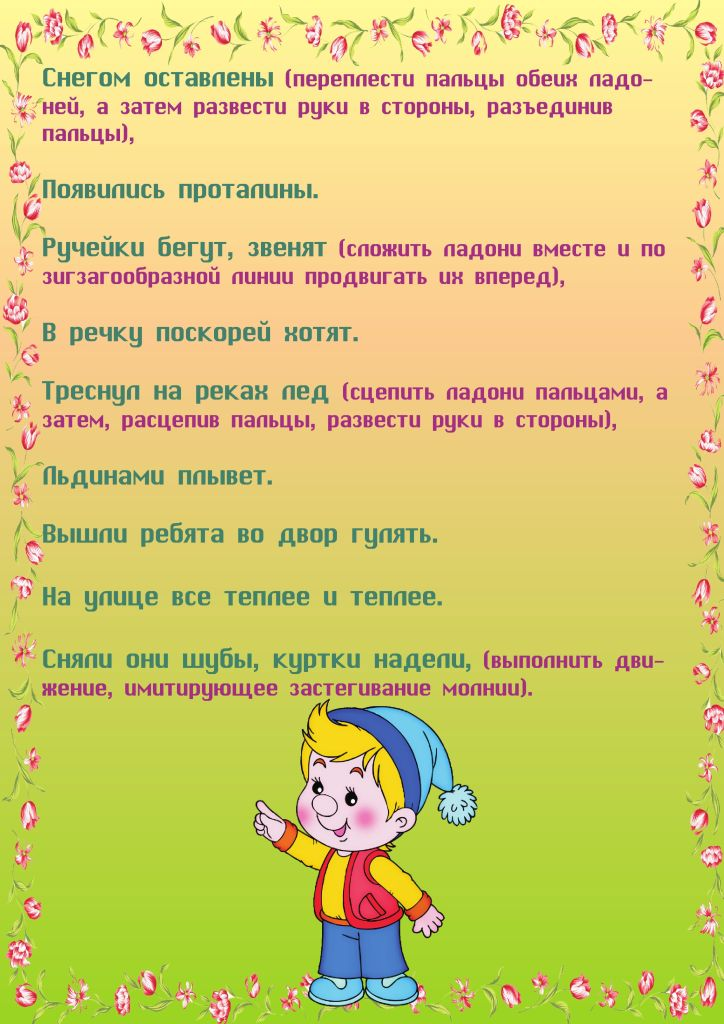 Снегом оставлены (переплести пальцы обеих ладо-
ней, а затем развести руки в стороны, разъединив
пальцы),
Появились проталины.
Ручейки бегут, звенят (сложить ладони вместе и по
зигзагообразной линии продвигать их вперед),
В речку поскорей хотят.
Треснул на реках лед (сцепить ладони пальцами, а
затем, расцепив пальцы, развести руки в стороны),
Льдинами плывет.
Вышли ребята во двор гулять.
На улице все теплее и теплее.
Сняли они шубы, куртки надели, (выполнить дви-
жение, имитирующее застегивание молнии).